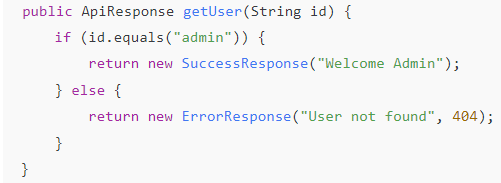 public ApiResponse getUser(String id) {
    if (id.equals("admin")) {
        return new SuccessResponse("Welcome Admin");
    } else {
        return new ErrorResponse("User not found", 404);
    }
}